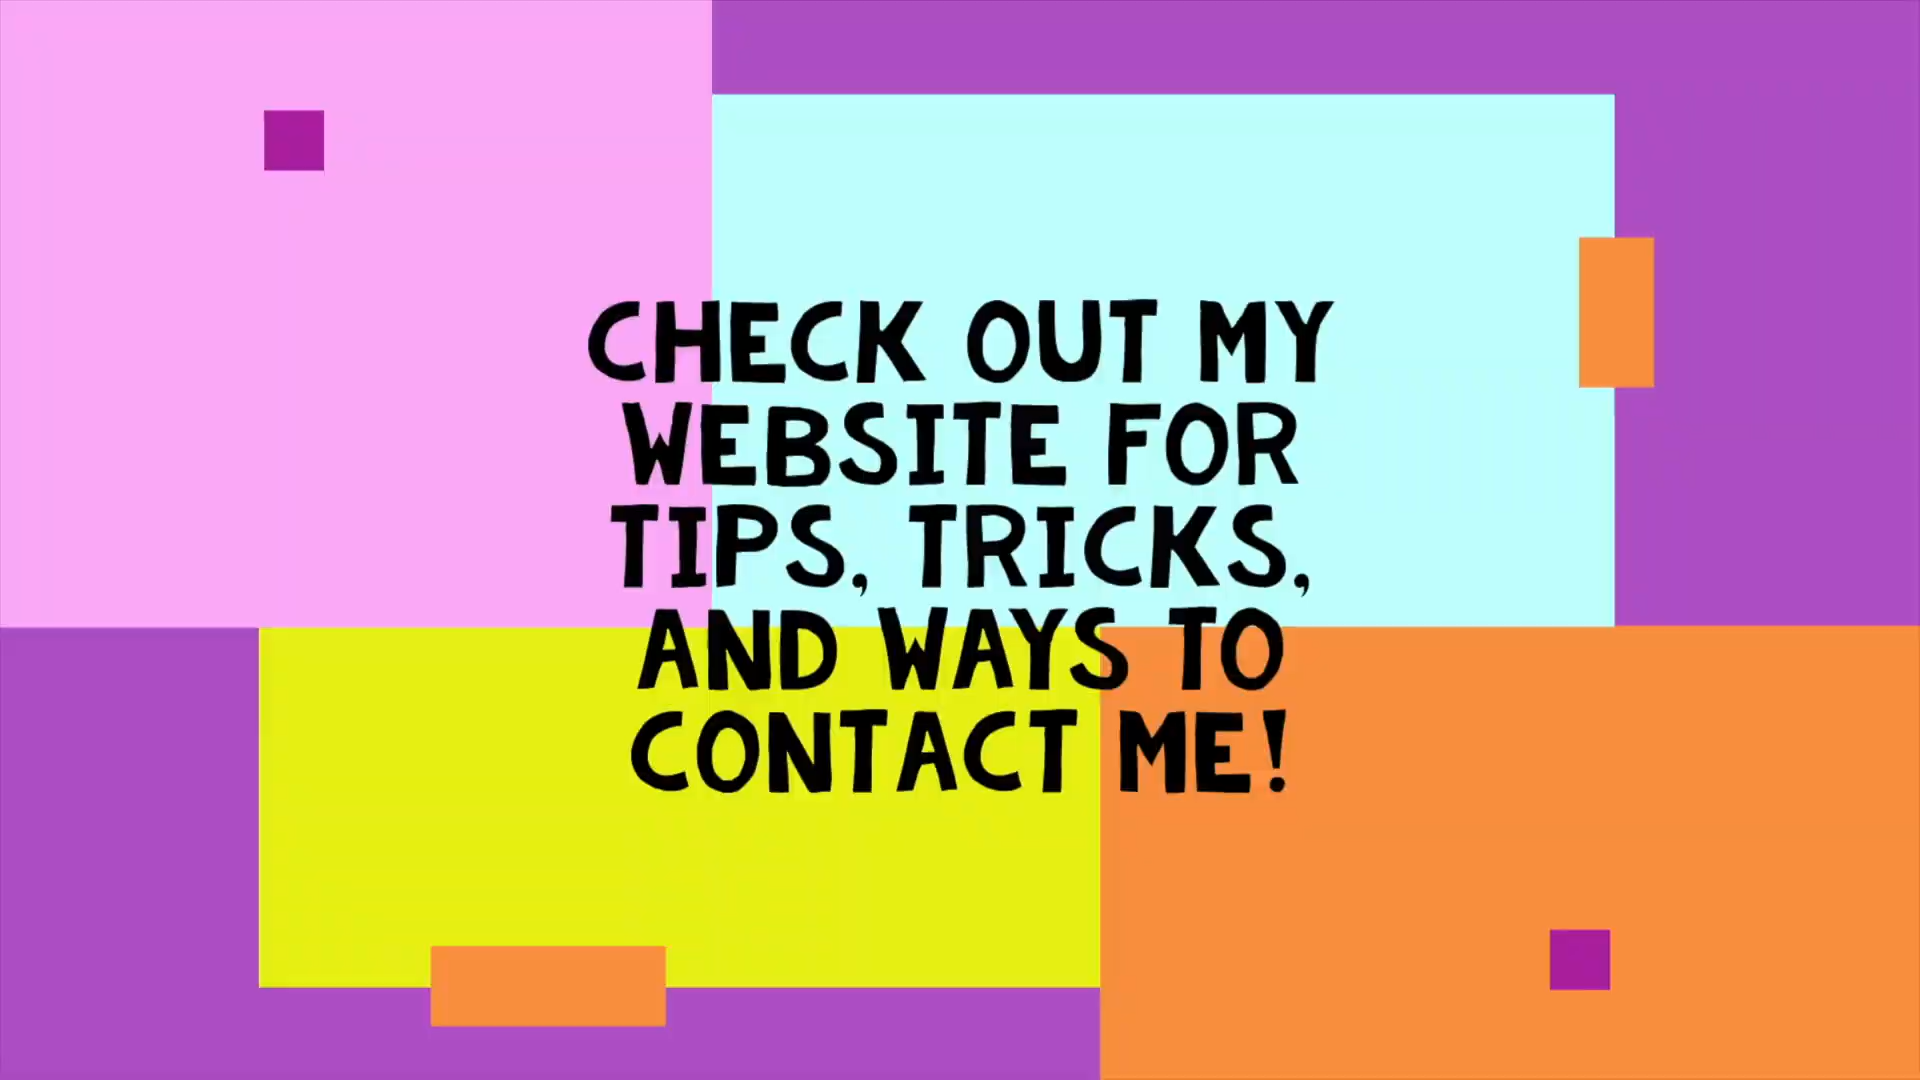 CHECK OUT MY
WEBSITE FOR
TIPS, TRICKS,
AND WAYS TO
CONTACT ME!